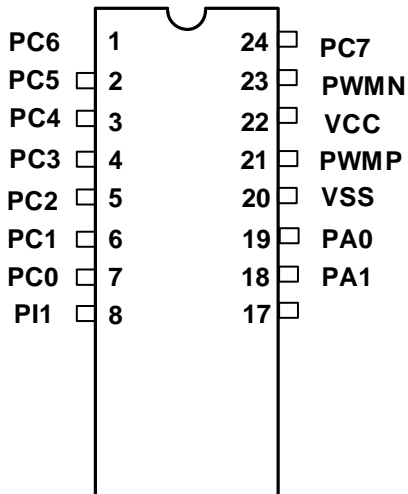 PC6 1 24 PC7
PC5 2 23 PWMN
PC4 3 22 VCC
PC3 4 21 PWMP
PC2 5 20 VSS
PC1 6 19 PA0
PC0 7 18 PA1
PI1 8 17